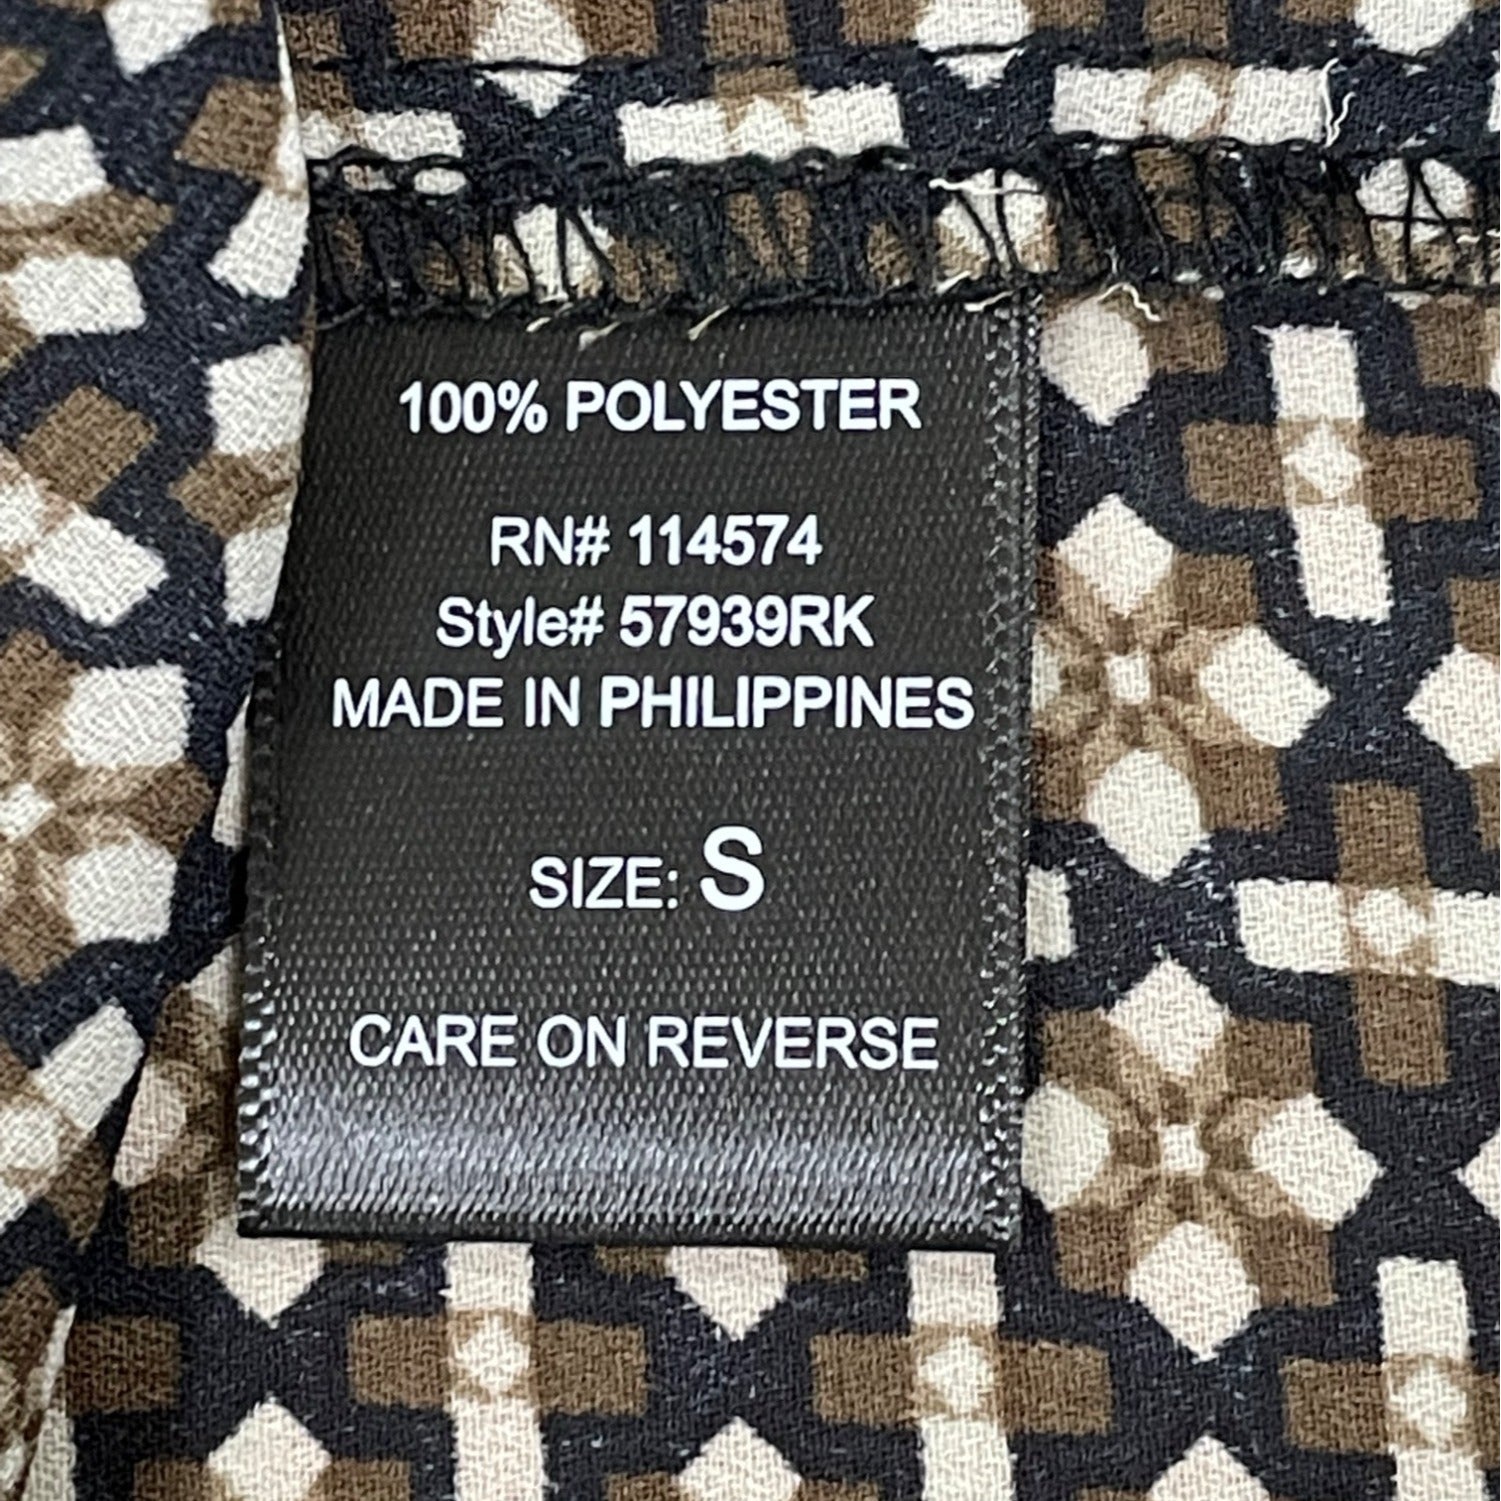 100% POLYESTER
RN# 114574
Style# 57939RK
MADE IN PHILIPPINES
SIZE: S
CARE ON REVERSE